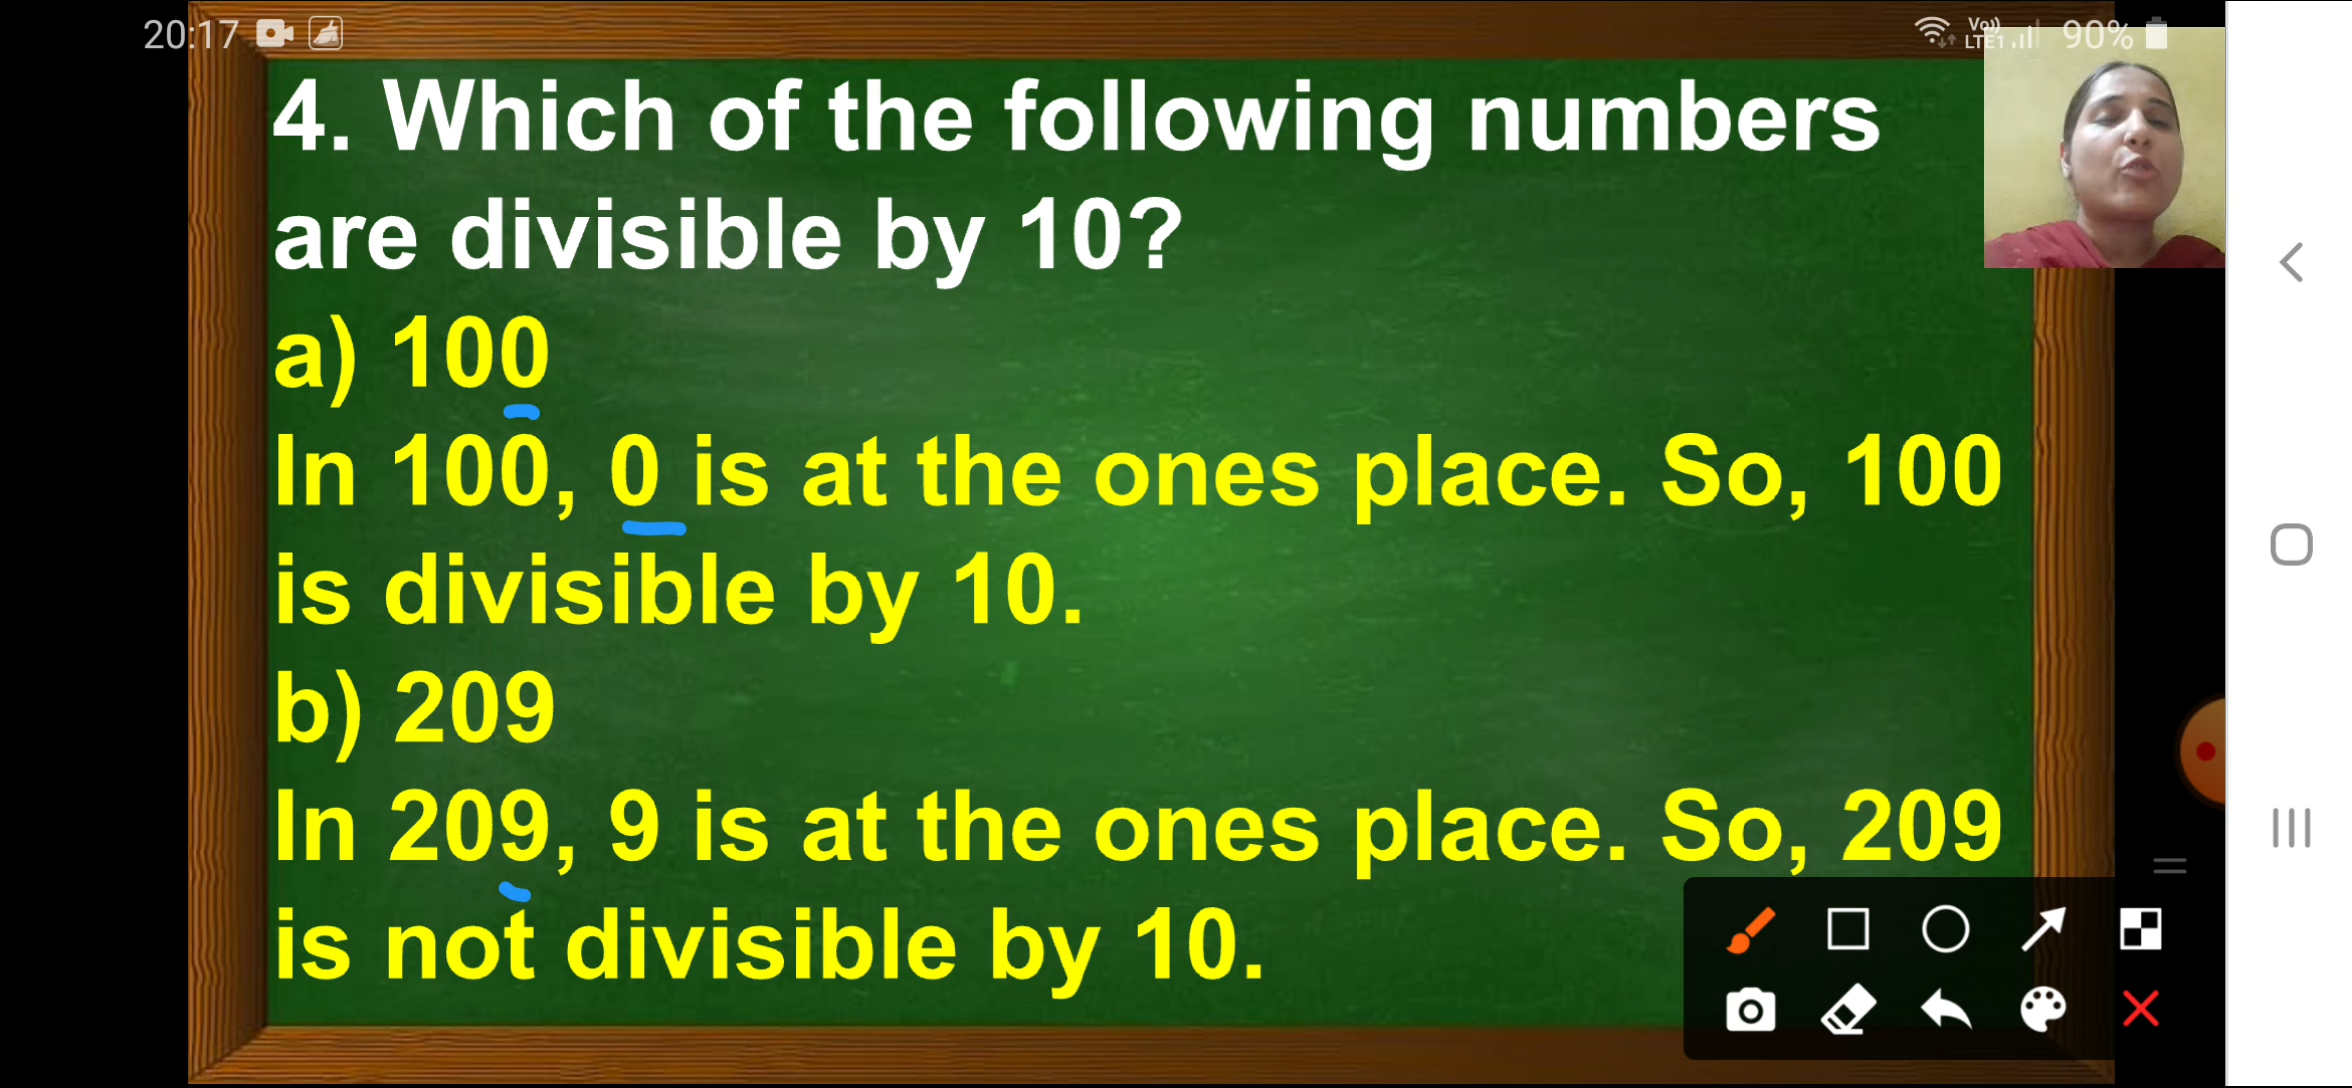 20:17
Vo)) LTE1 90%
4. Which of the following numbers
are divisible by 10?
a) 100
In 100, 0 is at the ones place. So, 100
is divisible by 10.
b) 209
In 209, 9 is at the ones place. So, 209
is not divisible by 10.